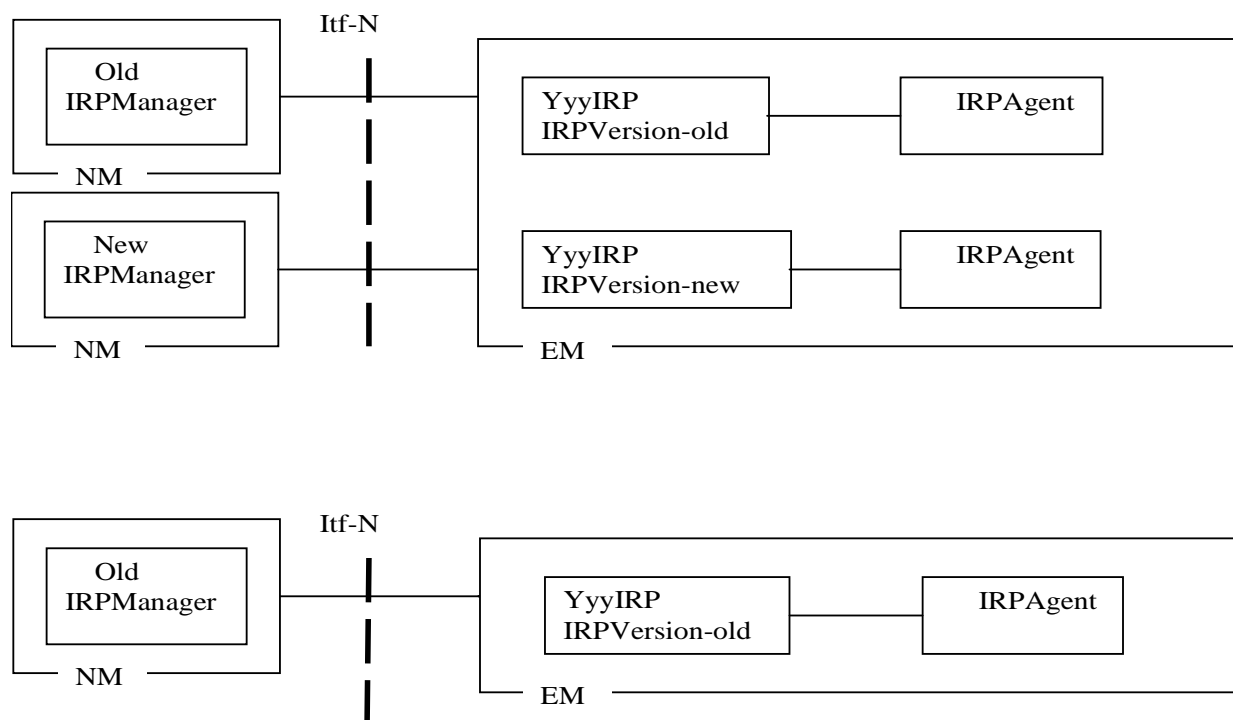 Itf-N
Old
IRPManager
NM
YyyIRP
IRPVersion-old
IRPAgent
New
IRPManager
NM
YyyIRP
IRPVersion-new
IRPAgent
EM
Itf-N
Old
IRPManager
NM
YyyIRP
IRPVersion-old
IRPAgent
EM